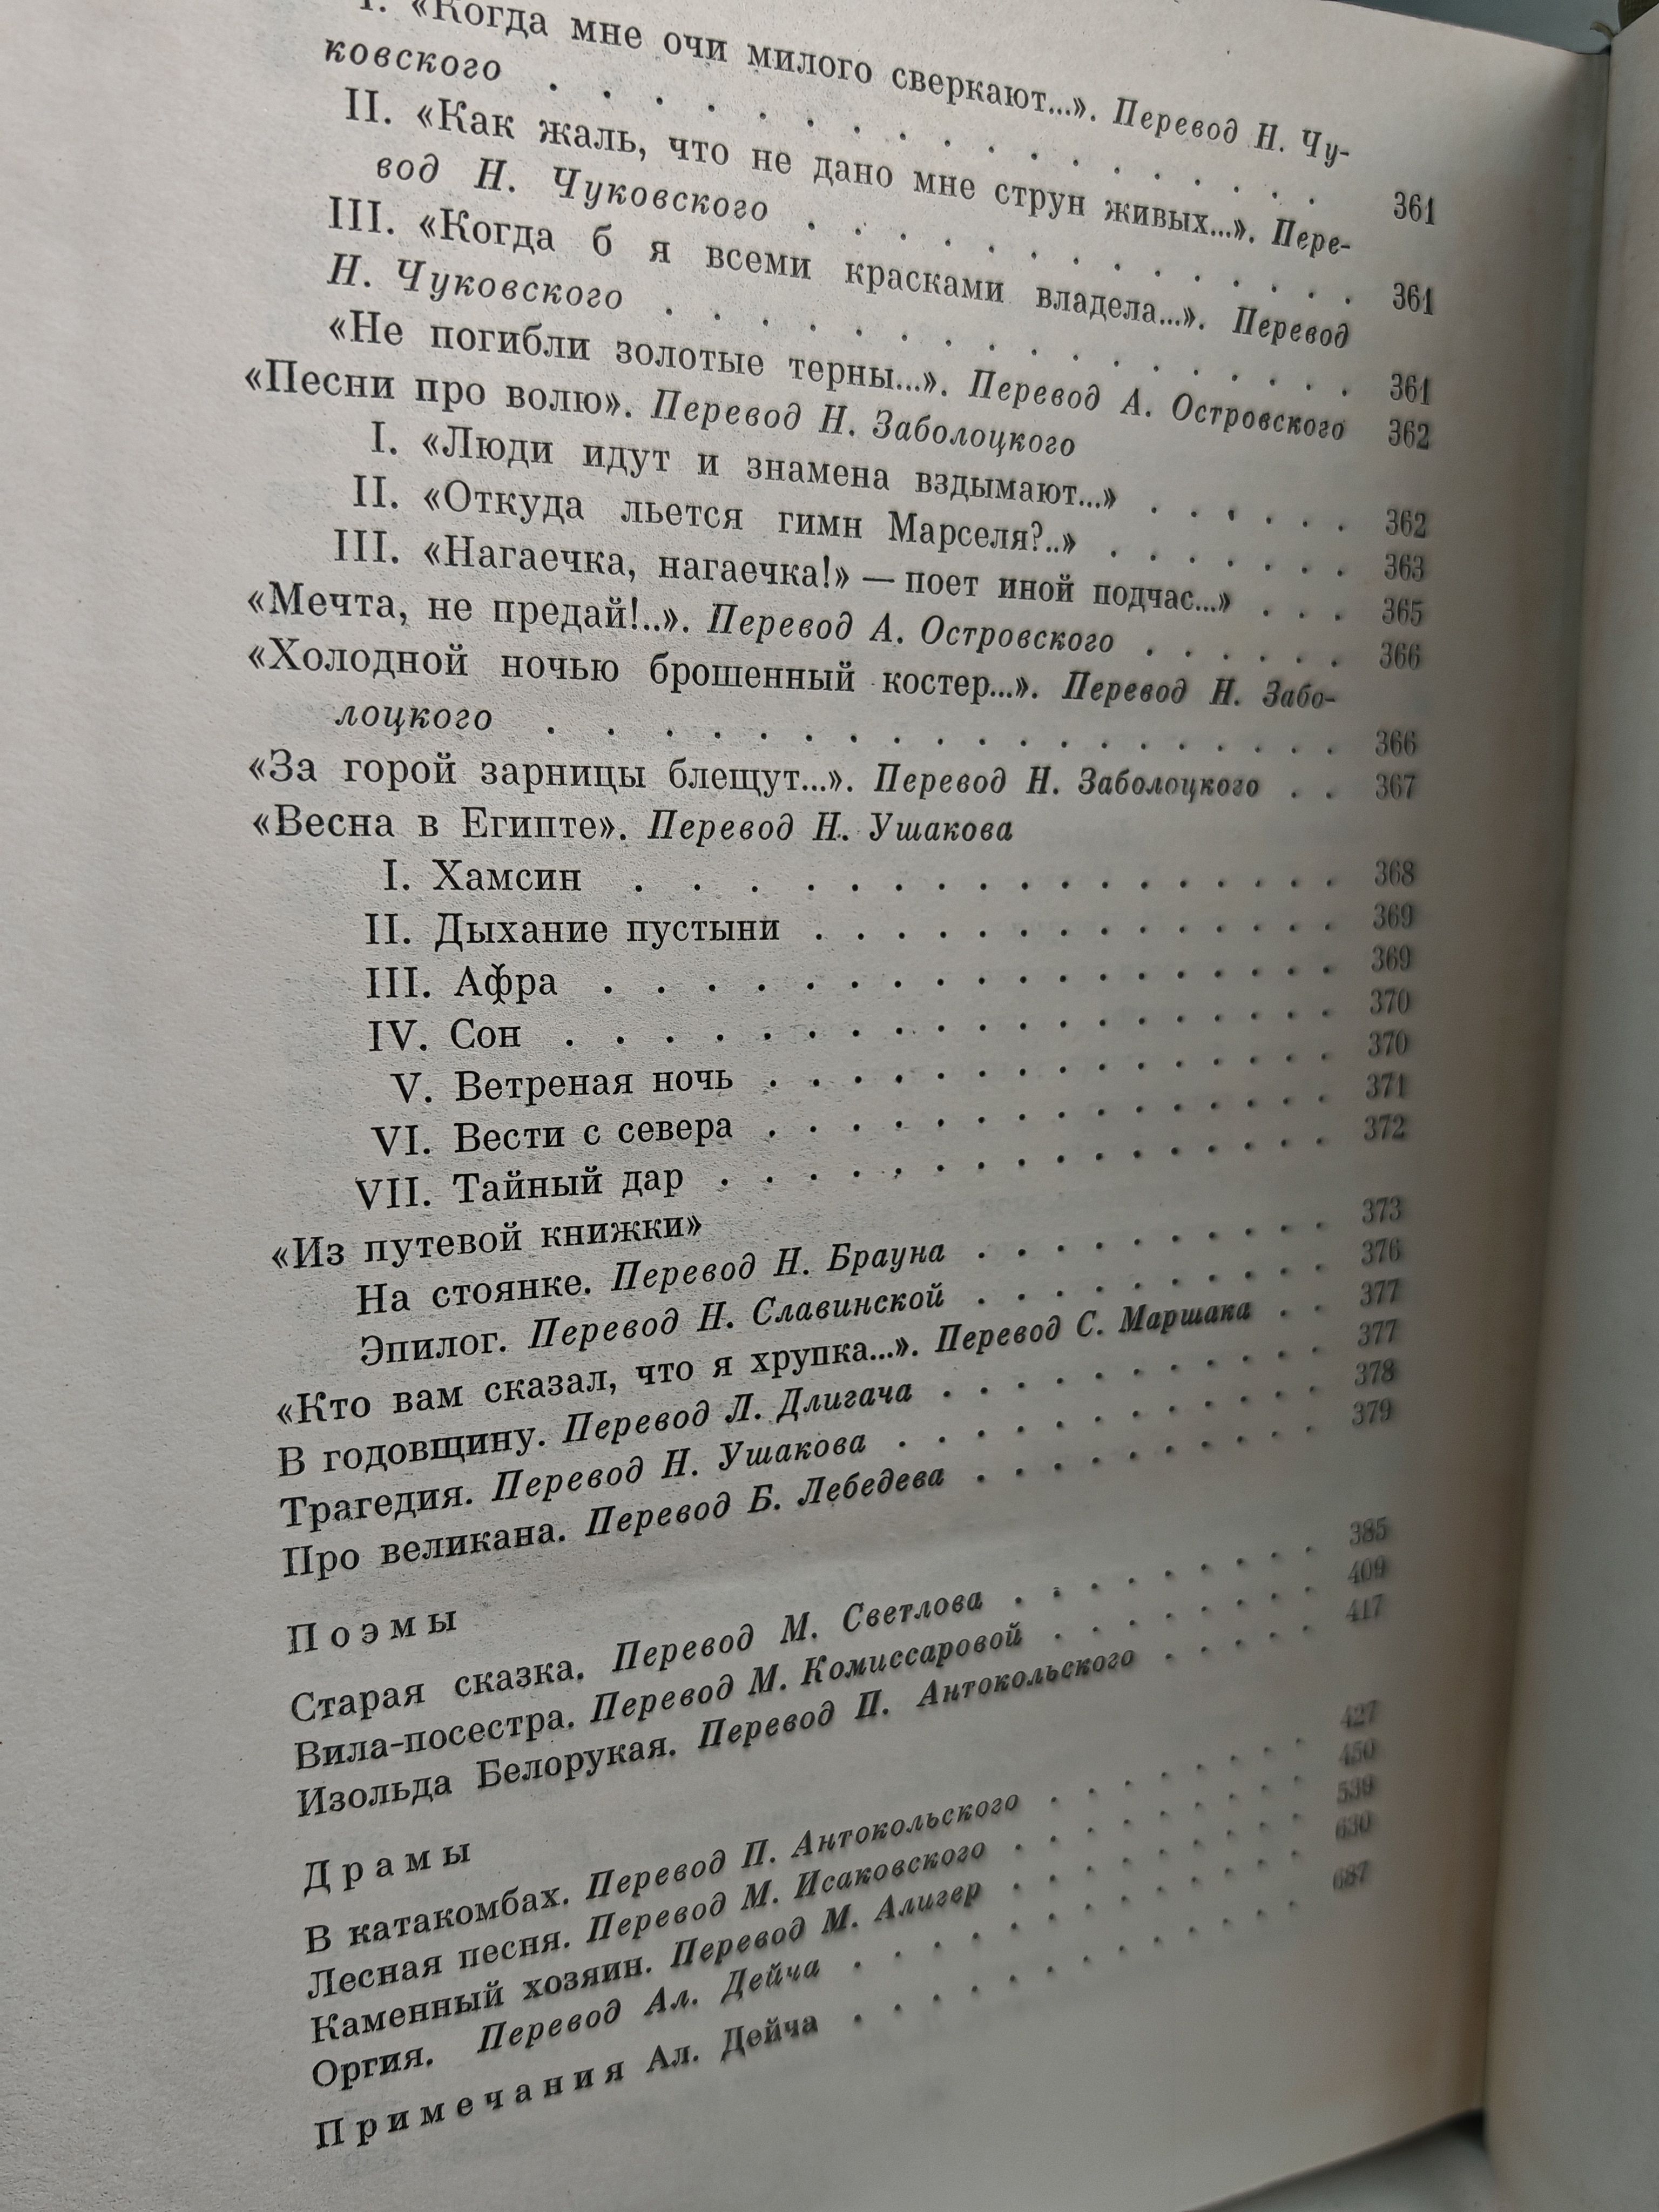 I. «Когда мне очи милого сверкают...». Перевод Н. Чу-
ковского . . . . . . . . . . . . . . . . 361
II. «Как жаль, что не дано мне струн живых...». Пере-
вод Н. Чуковского . . . . . . . . . . . . 361
III. «Когда б я всеми красками владела...». Перевод
Н. Чуковского . . . . . . . . . . . . . . . 361
«Не погибли золотые терны...». Перевод А. Островского 362
«Песни про волю». Перевод Н. Заболоцкого
I. «Люди идут и знамена вздымают...» . . . . . . 362
II. «Откуда льется гимн Марселя?..» . . . . . . . 363
III. «Нагаечка, нагаечка!» — поет иной подчас...» . . . 365
«Мечта, не предай!..». Перевод А. Островского . . . . . . 366
«Холодной ночью брошенный костер...». Перевод Н. Забо-
лоцкого . . . . . . . . . . . . . . . . . 366
«За горой зарницы блещут...». Перевод Н. Заболоцкого . . 367
«Весна в Египте». Перевод Н. Ушакова
I. Хамсин . . . . . . . . . . . . . . . 368
II. Дыхание пустыни . . . . . . . . . . . . . 369
III. Афра . . . . . . . . . . . . . . . . 369
IV. Сон . . . . . . . . . . . . . . . . . 370
V. Ветреная ночь . . . . . . . . . . . . . . 370
VI. Вести с севера . . . . . . . . . . . . . . 371
VII. Тайный дар . . . . . . . . . . . . . . . 372
«Из путевой книжки»
На стоянке. Перевод Н. Брауна . . . . . . . . . 373
Эпилог. Перевод Н. Славинской . . . . . . . . . 376
«Кто вам сказал, что я хрупка...». Перевод С. Маршака . . 377
В годовщину. Перевод Л. Длигача . . . . . . . . . . 377
Трагедия. Перевод Н. Ушакова . . . . . . . . . . . 378
Про великана. Перевод Б. Лебедева . . . . . . . . . 379
Поэмы
Старая сказка. Перевод М. Светлова . . . . . . . . 385
Вила-посестра. Перевод М. Комиссаровой . . . . . . . 409
Изольда Белорукая. Перевод П. Антокольского . . . . . 417
Драмы
В катакомбах. Перевод П. Антокольского . . . . . . . 427
Лесная песня. Перевод М. Исаковского . . . . . . . . 450
Каменный хозяин. Перевод М. Алигер . . . . . . . . 539
Оргия. Перевод Ал. Дейча . . . . . . . . . . . . 630
Примечания Ал. Дейча . . . . . . . . . . . . 687